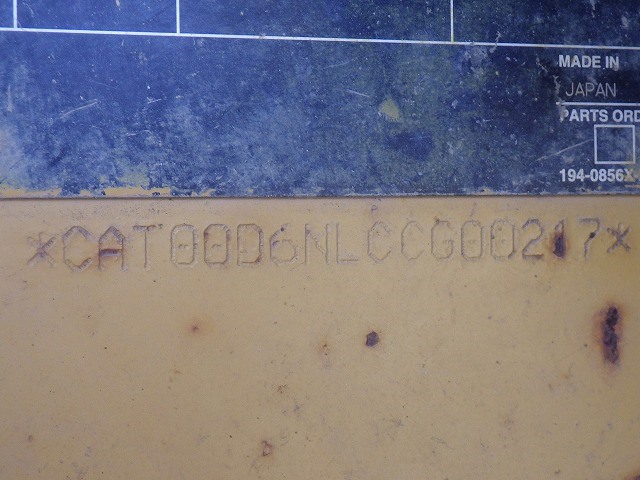 MADE IN
JAPAN
PARTS ORD
194-0856X-
*CAT00D6NLCCG00217*